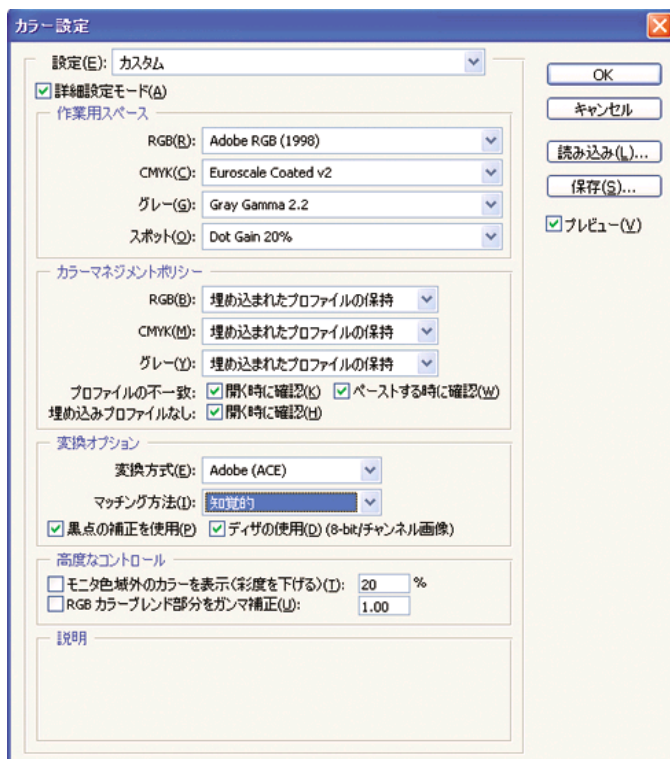 カラー設定
設定(E): カスタム
OK
詳細設定モード(A)
キャンセル
作業用スペース
RGB(R): Adobe RGB (1998)
読み込み(L)...
CMYK(C): Euroscale Coated v2
保存(S)...
グレー(G): Gray Gamma 2.2
プレビュー(V)
スポット(O): Dot Gain 20%
カラーマネジメントポリシー
RGB(B): 埋め込まれたプロファイルの保持
CMYK(M): 埋め込まれたプロファイルの保持
グレー(Y): 埋め込まれたプロファイルの保持
プロファイルの不一致: 開く時に確認(K) ペーストする時に確認(W)
埋め込みプロファイルなし: 開く時に確認(H)
変換オプション
変換方式(E): Adobe (ACE)
マッチング方法(I): 知覚的
黒点の補正を使用(P) ディザの使用(D) (8-bit/チャンネル画像)
高度なコントロール
モニタ色域外のカラーを表示(彩度を下げる)(T): 20 %
RGB カラーブレンド部分をガンマ補正(U): 1.00
説明